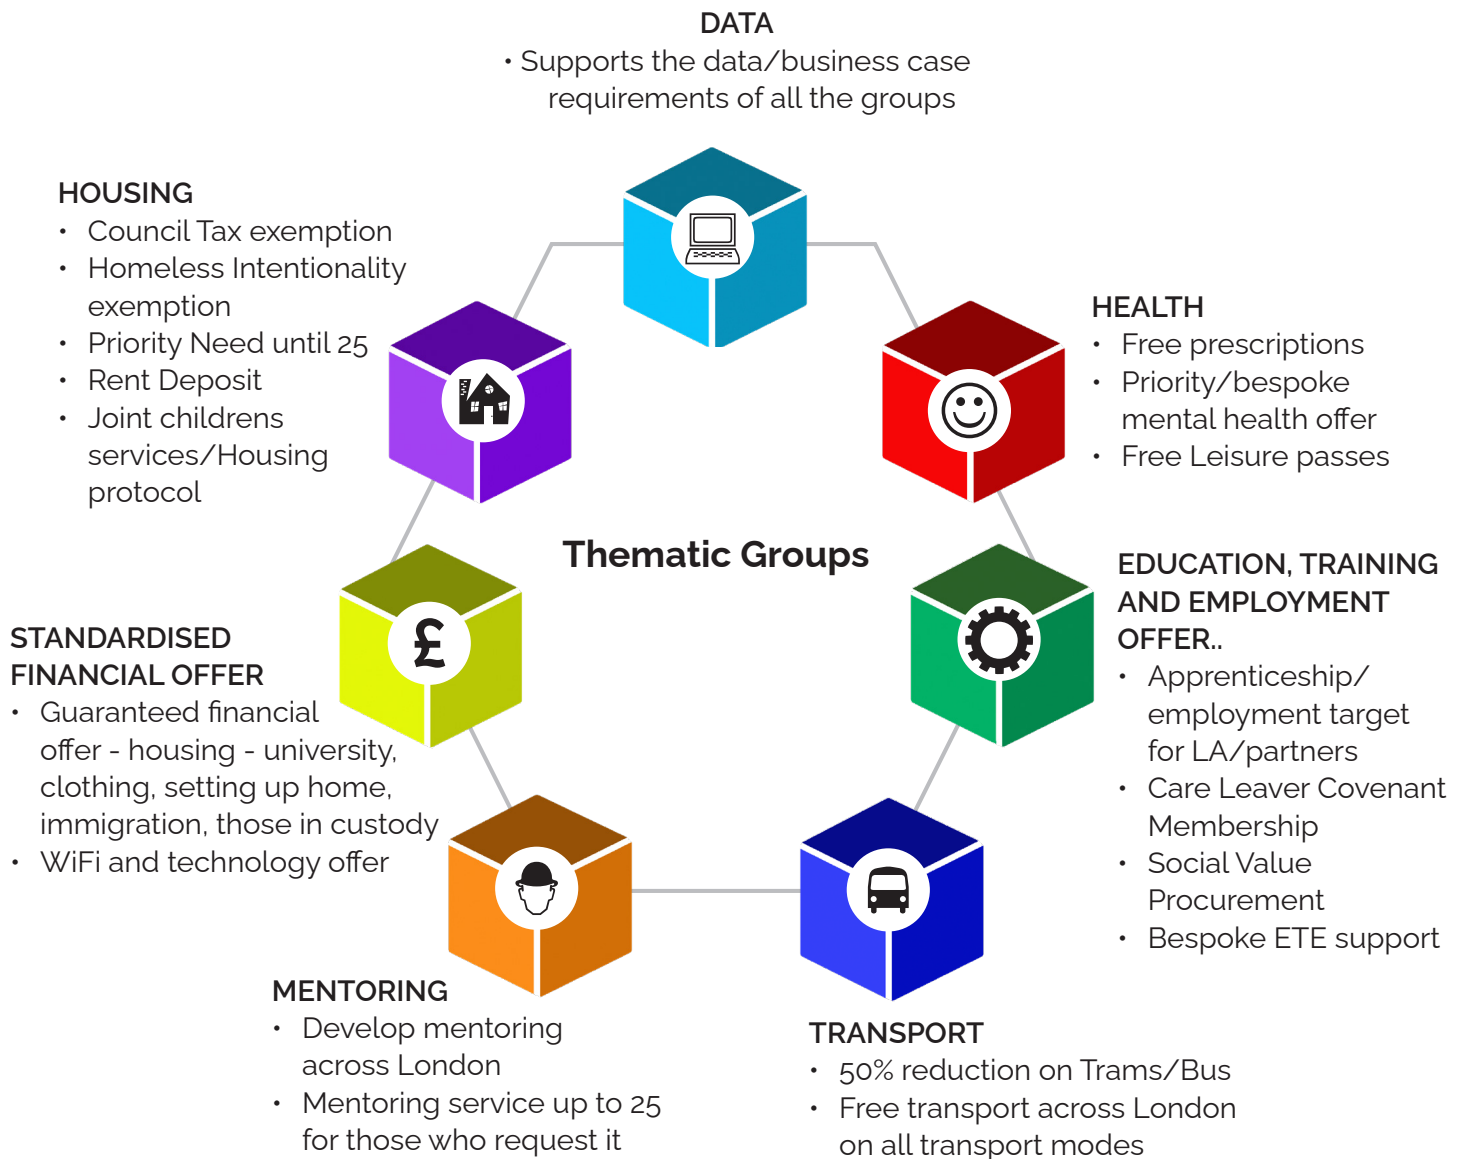 DATA
• Supports the data/business case
requirements of all the groups
HOUSING
• Council Tax exemption
• Homeless Intentionality
exemption
• Priority Need until 25
• Rent Deposit
• Joint childrens
services/Housing
protocol
HEALTH
• Free prescriptions
• Priority/bespoke
mental health offer
• Free Leisure passes
Thematic Groups
EDUCATION, TRAINING
AND EMPLOYMENT
OFFER..
• Apprenticeship/
employment target
for LA/partners
• Care Leaver Covenant
Membership
• Social Value
Procurement
• Bespoke ETE support
STANDARDISED
FINANCIAL OFFER
• Guaranteed financial
offer - housing - university,
clothing, setting up home,
immigration, those in custody
• WiFi and technology offer
£
MENTORING
• Develop mentoring
across London
• Mentoring service up to 25
for those who request it
TRANSPORT
• 50% reduction on Trams/Bus
• Free transport across London
on all transport modes